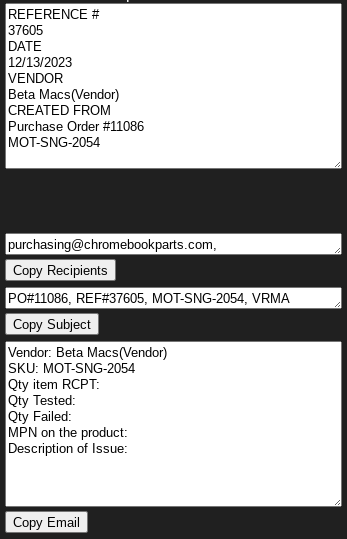 REFERENCE #
37605
DATE
12/13/2023
VENDOR
Beta Macs(Vendor)
CREATED FROM
Purchase Order #11086
MOT-SNG-2054
purchasing@chromebookparts.com,
Copy Recipients
PO#11086, REF#37605, MOT-SNG-2054, VRMA
Copy Subject
Vendor: Beta Macs(Vendor)
SKU: MOT-SNG-2054
Qty item RCPT:
Qty Tested:
Qty Failed:
MPN on the product:
Description of Issue:
Copy Email